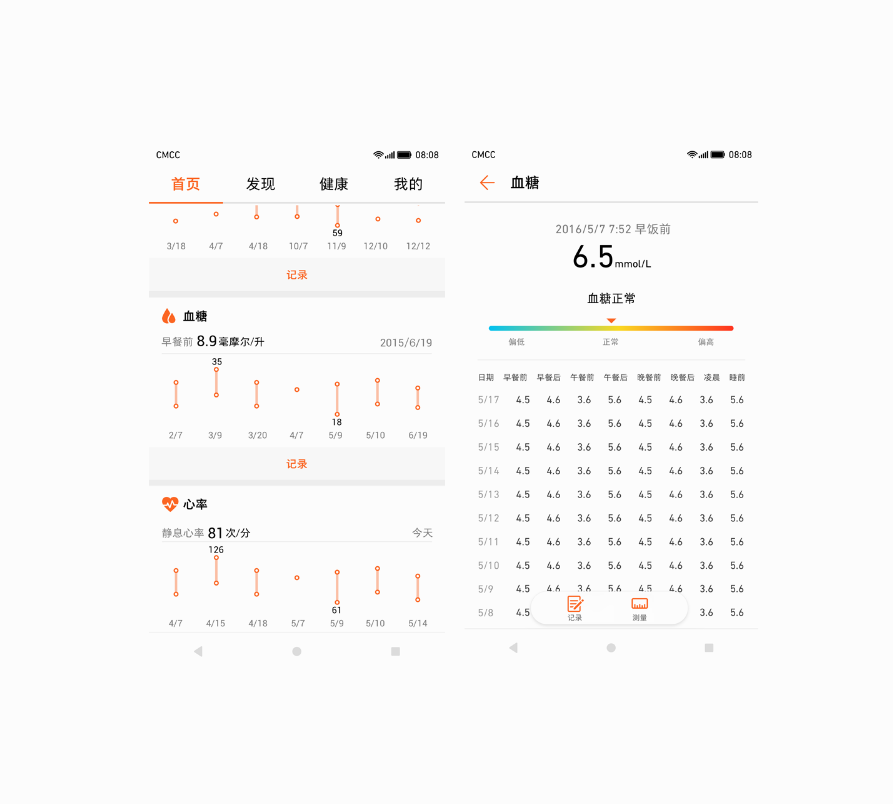 CMCC 08:08
首页 发现 健康 我的
59
3/18 4/7 4/18 10/7 11/9 12/10 12/12
记录
血糖
早餐前 8.9毫摩尔/升 2015/6/19
35
18
2/7 3/9 3/20 4/7 5/9 5/10 6/19
记录
心率
静息心率 81次/分 今天
126
61
4/7 4/15 4/18 5/7 5/9 5/10 5/14
CMCC 08:08
血糖
2016/5/7 7:52 早饭前
6.5mmol/L
血糖正常
偏低 正常 偏高
日期 早餐前 早餐后 午餐前 午餐后 晚餐前 晚餐后 凌晨 睡前
5/17 4.5 4.6 3.6 5.6 4.5 4.6 3.6 5.6
5/16 4.5 4.6 3.6 5.6 4.5 4.6 3.6 5.6
5/15 4.5 4.6 3.6 5.6 4.5 4.6 3.6 5.6
5/14 4.5 4.6 3.6 5.6 4.5 4.6 3.6 5.6
5/13 4.5 4.6 3.6 5.6 4.5 4.6 3.6 5.6
5/12 4.5 4.6 3.6 5.6 4.5 4.6 3.6 5.6
5/11 4.5 4.6 3.6 5.6 4.5 4.6 3.6 5.6
5/10 4.5 4.6 3.6 5.6 4.5 4.6 3.6 5.6
5/9 4.5 4.6 3.6 5.6 4.5 4.6 3.6 5.6
5/8 4.5 3.6 5.6
记录 测量